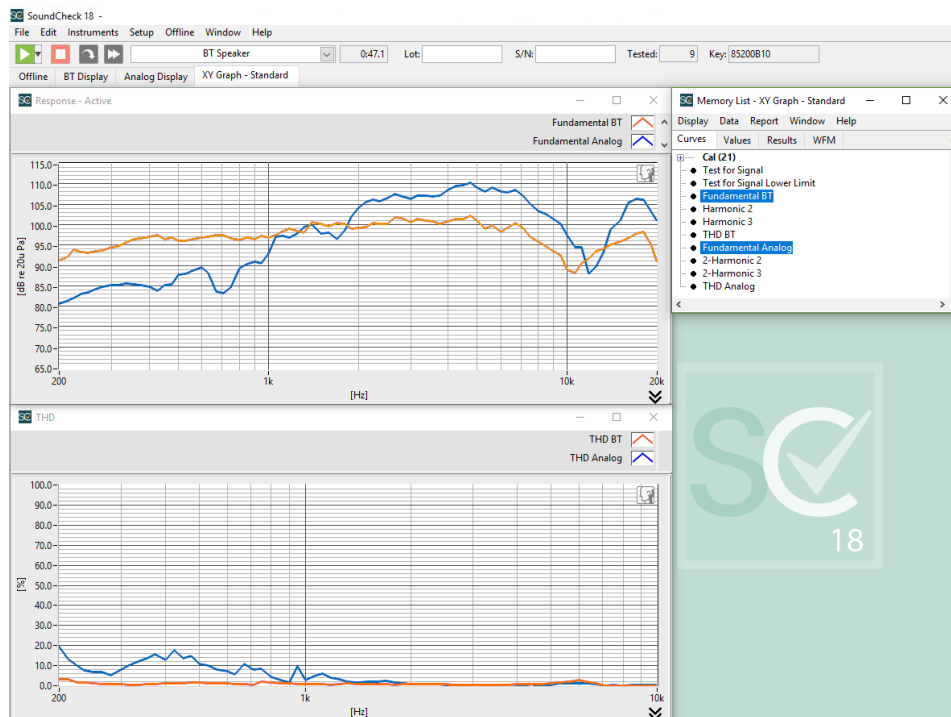 SC SoundCheck 18 -
File Edit Instruments Setup Offline Window Help
BT Speaker 0:47.1 Lot: S/N: Tested: 9 Key: 85200B10
Offline BT Display Analog Display XY Graph - Standard
SC Response - Active
Fundamental BT
Fundamental Analog
115.0
110.0
105.0
100.0
95.0
90.0
85.0
80.0
75.0
70.0
65.0
[dB re 20u Pa]
200 1k 10k 20k
[Hz]
SC THD
THD BT
THD Analog
100.0
90.0
80.0
70.0
60.0
50.0
40.0
30.0
20.0
10.0
0.0
[%]
200 1k 10k
[Hz]
SC Memory List - XY Graph - Standard
Display Data Report Window Help
Curves Values Results WFM
Cal (21)
Test for Signal
Test for Signal Lower Limit
Fundamental BT
Harmonic 2
Harmonic 3
THD BT
Fundamental Analog
2-Harmonic 2
2-Harmonic 3
THD Analog
SC
18